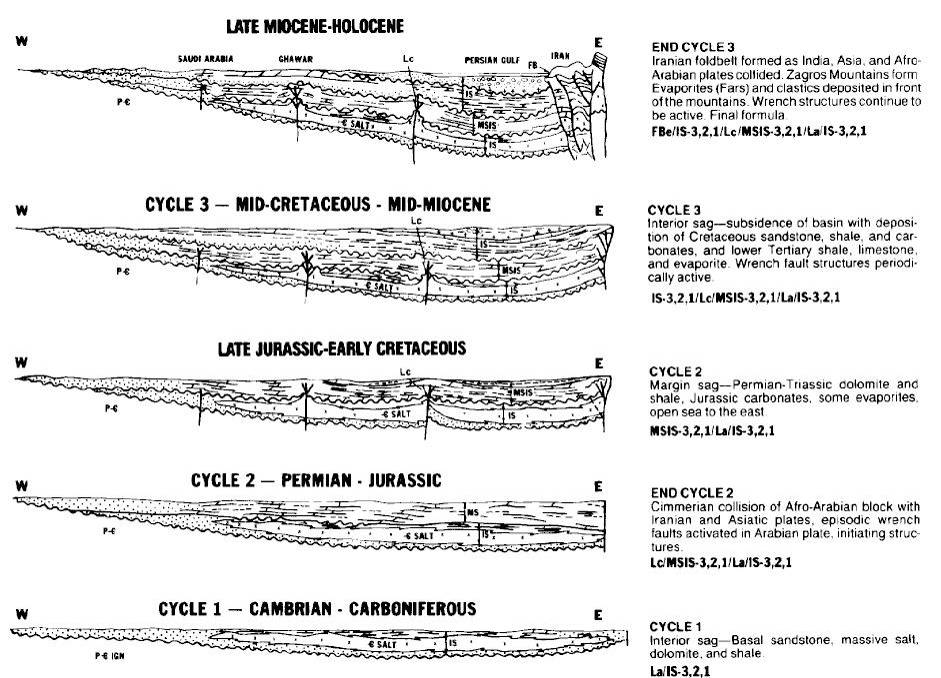 LATE MIOCENE-HOLOCENE
W
E
SAUDI ARABIA
GHAWAR
Lc
PERSIAN GULF
FB
IRAN
P-Є
Є SALT
IS
MSIS
IS
END CYCLE 3
Iranian foldbelt formed as India, Asia, and Afro-
Arabian plates collided. Zagros Mountains form
Evaporites (Fars) and clastics deposited in front
of the mountains. Wrench structures continue to
be active. Final formula.
FBe/IS-3,2,1/Lc/MSIS-3,2,1/La/IS-3,2,1
CYCLE 3 — MID-CRETACEOUS - MID-MIOCENE
W
E
Lc
P-Є
Є SALT
IS
MSIS
IS
CYCLE 3
Interior sag—subsidence of basin with deposi-
tion of Cretaceous sandstone, shale, and car-
bonates, and lower Tertiary shale, limestone,
and evaporite. Wrench fault structures periodi-
cally active.
IS-3,2,1/Lc/MSIS-3,2,1/La/IS-3,2,1
LATE JURASSIC-EARLY CRETACEOUS
W
E
Lc
P-Є
Є SALT
MSIS
IS
CYCLE 2
Margin sag—Permian-Triassic dolomite and
shale, Jurassic carbonates, some evaporites,
open sea to the east.
MSIS-3,2,1/La/IS-3,2,1
CYCLE 2 — PERMIAN - JURASSIC
W
E
P-Є
Є SALT
MS
IS
END CYCLE 2
Cimmerian collision of Afro-Arabian block with
Iranian and Asiatic plates, episodic wrench
faults activated in Arabian plate, initiating struc-
tures.
Lc/MSIS-3,2,1/La/IS-3,2,1
CYCLE 1 — CAMBRIAN - CARBONIFEROUS
W
E
P-Є IGN
Є SALT
IS
CYCLE 1
Interior sag—Basal sandstone, massive salt,
dolomite, and shale.
La/IS-3,2,1